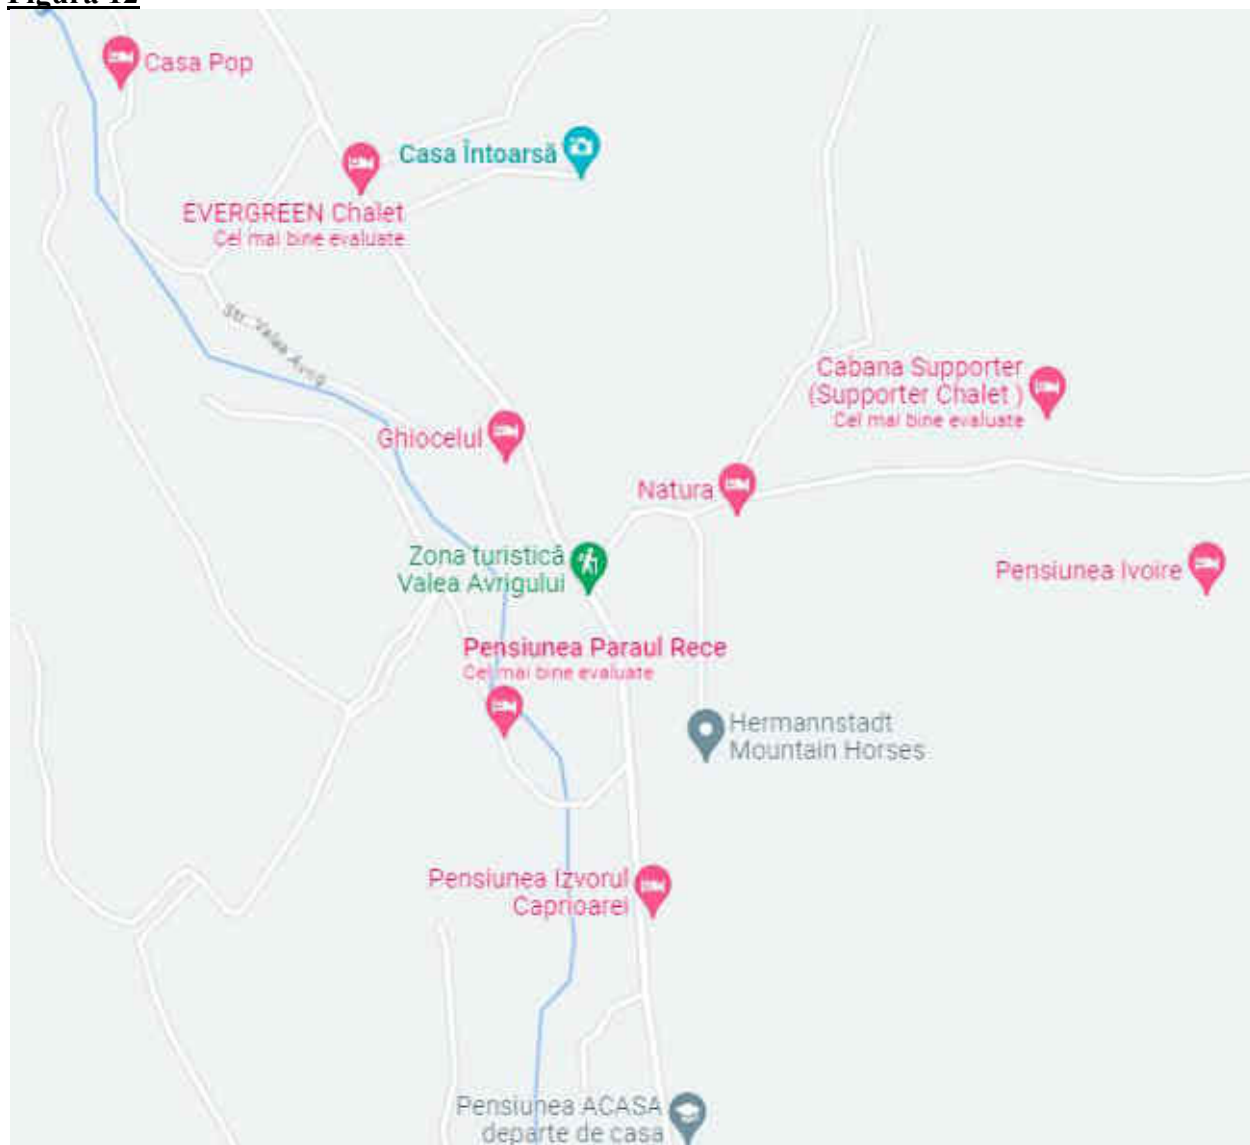 Figura 12
Casa Pop
Casa Întoarsă
EVERGREEN Chalet
Cel mai bine evaluate
Str. Valea Avrig
Cabana Supporter
(Supporter Chalet )
Cel mai bine evaluate
Ghiocelul
Natura
Zona turistică
Valea Avrigului
Pensiunea Ivoire
Pensiunea Paraul Rece
Cel mai bine evaluate
Hermannstadt
Mountain Horses
Pensiunea Izvorul
Caprioarei
Pensiunea ACASA
departe de casa